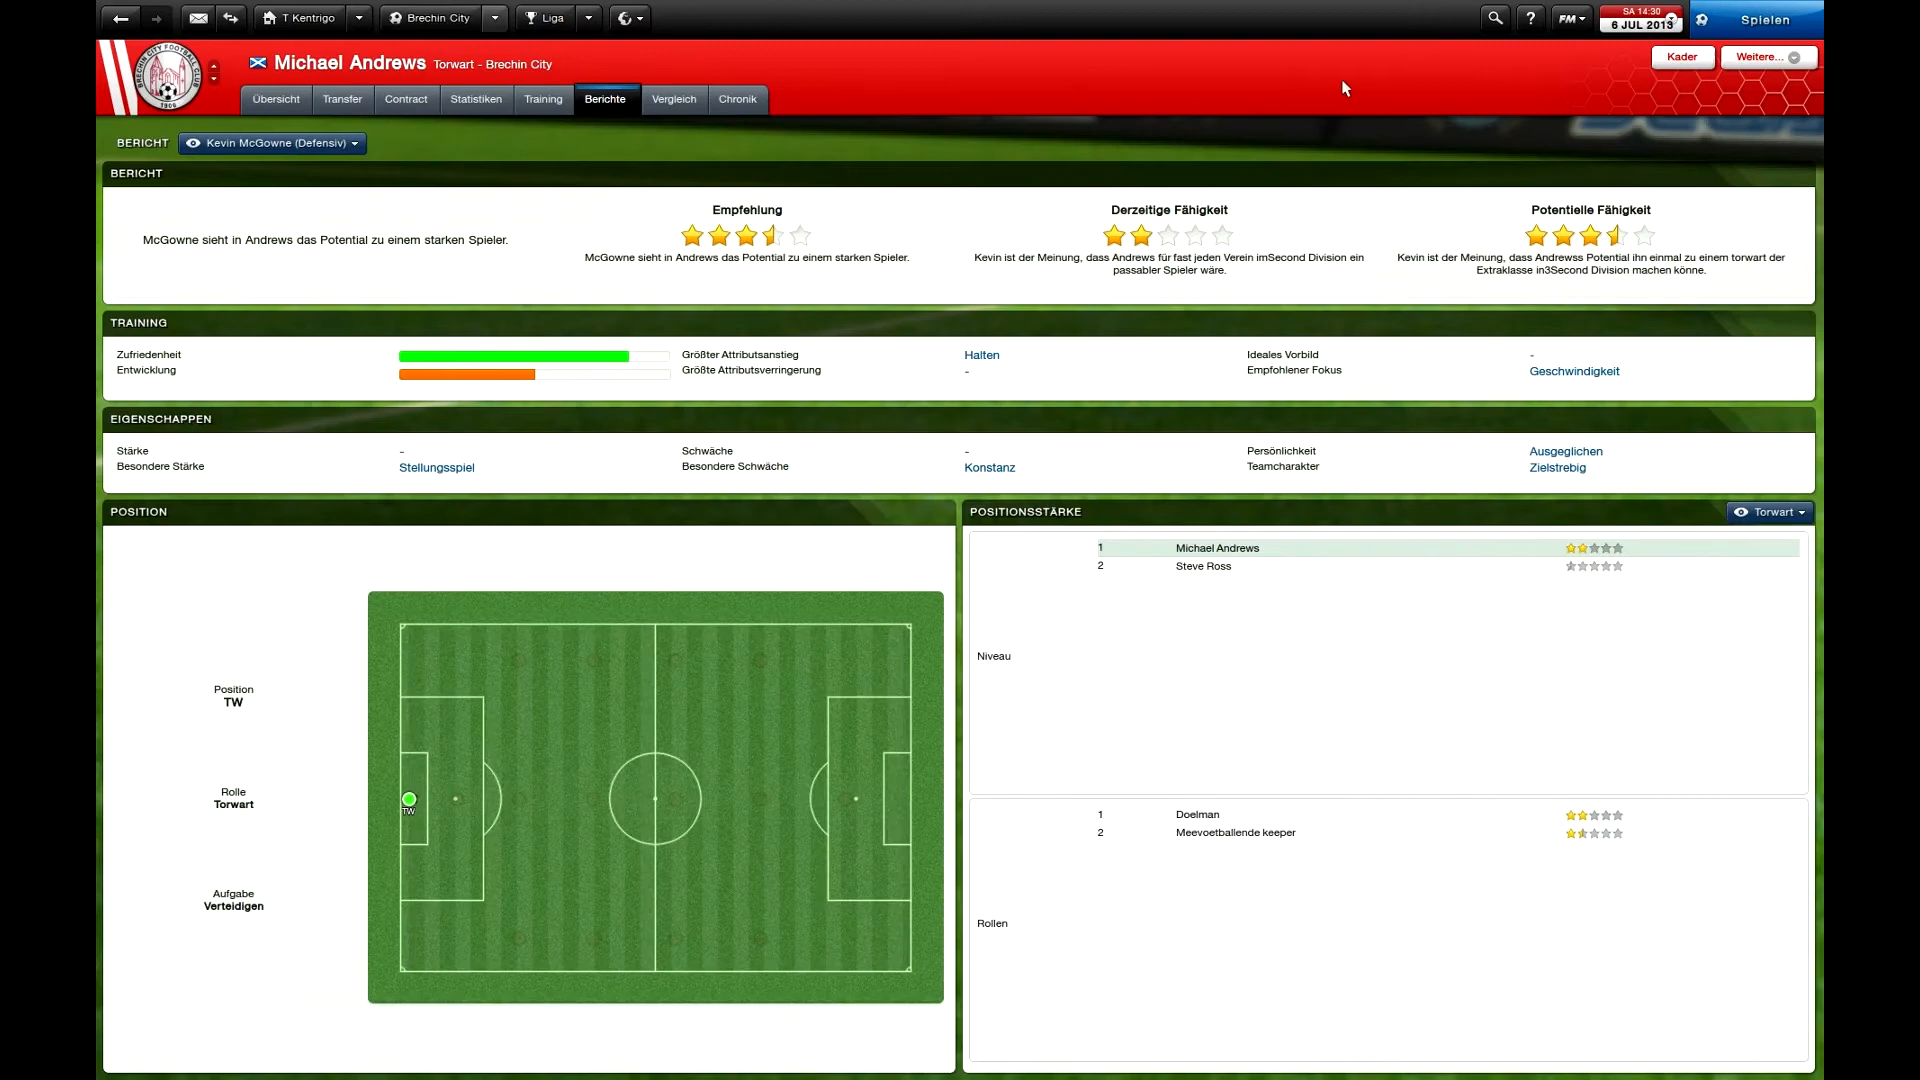 T Kentrigo
Brechin City
Liga
?
FM
SA 14:30
6 JUL 2013
Spielen
BRECHIN CITY FOOTBALL CLUB
1906
Michael Andrews Torwart - Brechin City
Kader
Weitere...
Übersicht
Transfer
Contract
Statistiken
Training
Berichte
Vergleich
Chronik
BERICHT
Kevin McGowne (Defensiv)
BERICHT
McGowne sieht in Andrews das Potential zu einem starken Spieler.
Empfehlung
McGowne sieht in Andrews das Potential zu einem starken Spieler.
Derzeitige Fähigkeit
Kevin ist der Meinung, dass Andrews für fast jeden Verein imSecond Division ein
passabler Spieler wäre.
Potentielle Fähigkeit
Kevin ist der Meinung, dass Andrewss Potential ihn einmal zu einem torwart der
Extraklasse in3Second Division machen könne.
TRAINING
Zufriedenheit
Entwicklung
Größter Attributsanstieg
Halten
Größte Attributsverringerung
-
Ideales Vorbild
-
Empfohlener Fokus
Geschwindigkeit
EIGENSCHAPPEN
Stärke
-
Besondere Stärke
Stellungsspiel
Schwäche
-
Besondere Schwäche
Konstanz
Persönlichkeit
Ausgeglichen
Teamcharakter
Zielstrebig
POSITION
Position
TW
Rolle
Torwart
Aufgabe
Verteidigen
TW
POSITIONSSTÄRKE
Torwart
Niveau
1 Michael Andrews
2 Steve Ross
Rollen
1 Doelman
2 Meevoetballende keeper